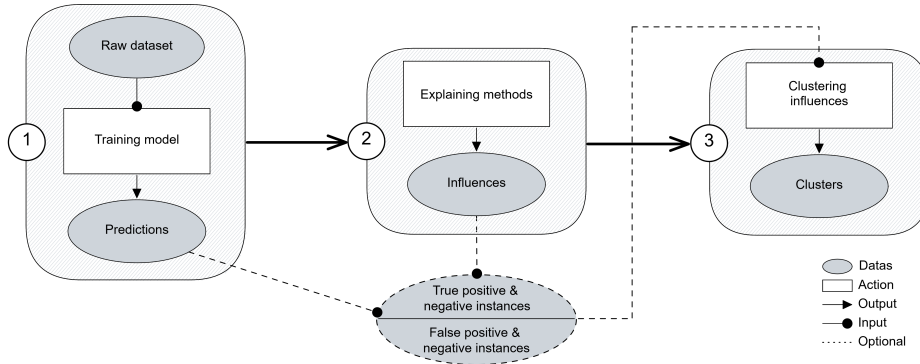 1
Raw dataset
Training model
Predictions
2
Explaining methods
Influences
True positive &
negative instances
False positive &
negative instances
3
Clustering
influences
Clusters
Datas
Action
Output
Input
Optional